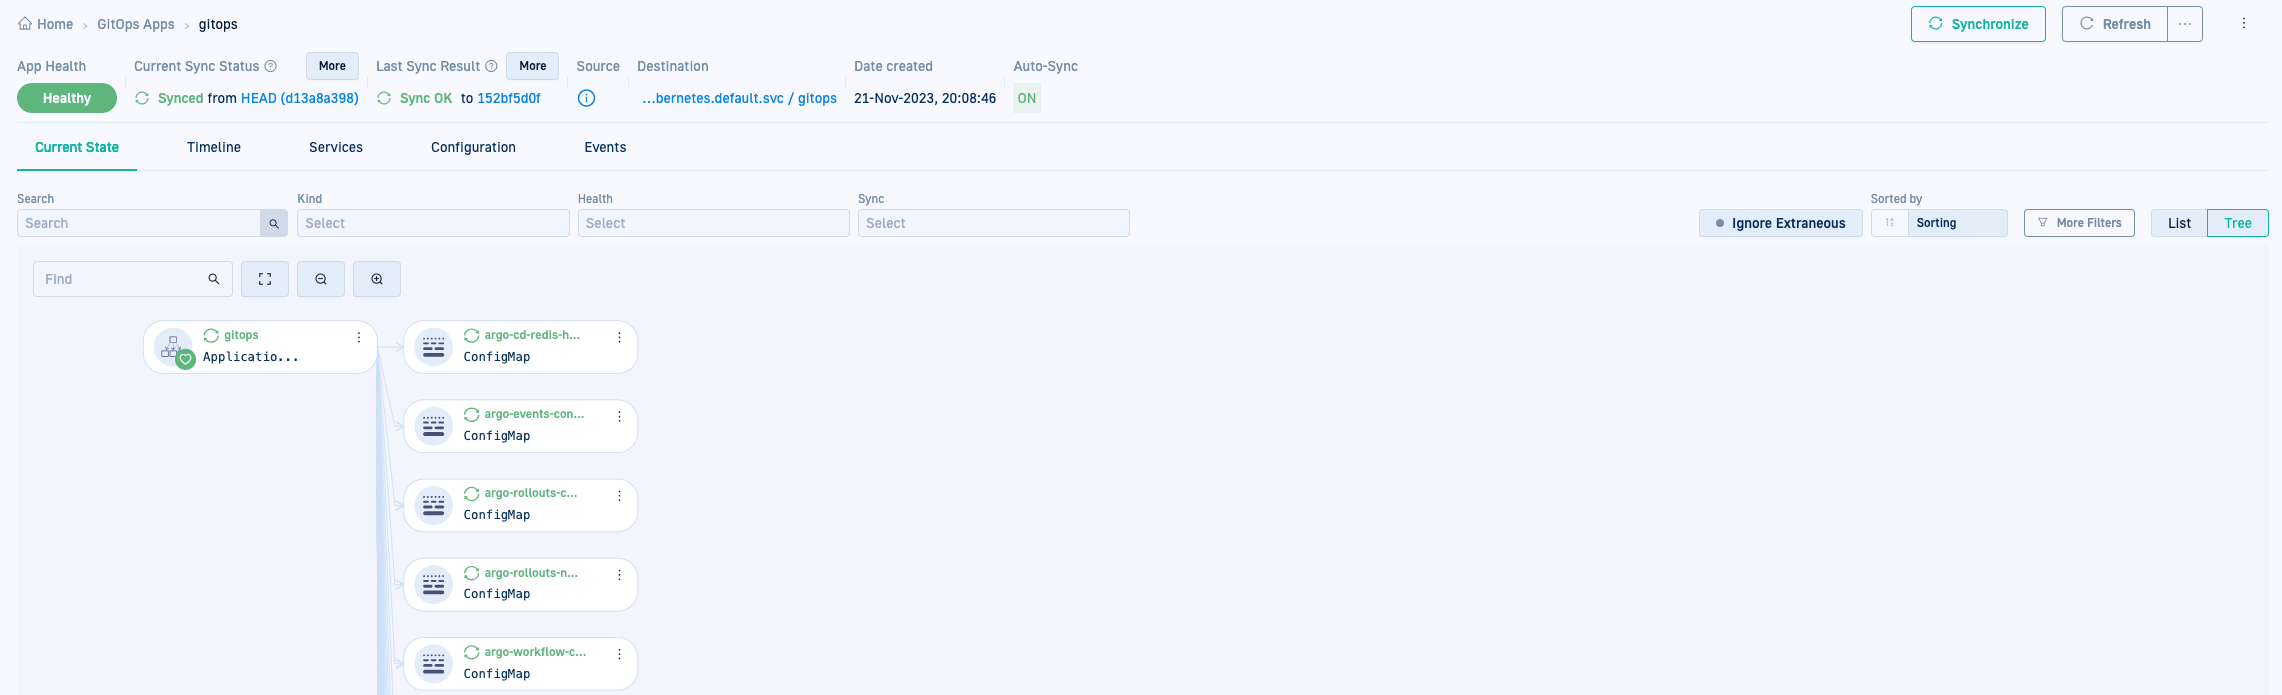 Home > GitOps Apps > gitops
Synchronize
Refresh
App Health
Current Sync Status
More
Last Sync Result
More
Source
Destination
Date created
Auto-Sync
Healthy
Synced from HEAD (d13a8a398)
Sync OK to 152bf5d0f
...bernetes.default.svc / gitops
21-Nov-2023, 20:08:46
ON
Current State
Timeline
Services
Configuration
Events
Search
Kind
Health
Sync
Sorted by
Search
Select
Select
Select
Ignore Extraneous
Sorting
More Filters
List
Tree
Find
gitops
Applicatio...
argo-cd-redis-h...
ConfigMap
argo-events-con...
ConfigMap
argo-rollouts-c...
ConfigMap
argo-rollouts-n...
ConfigMap
argo-workflow-c...
ConfigMap